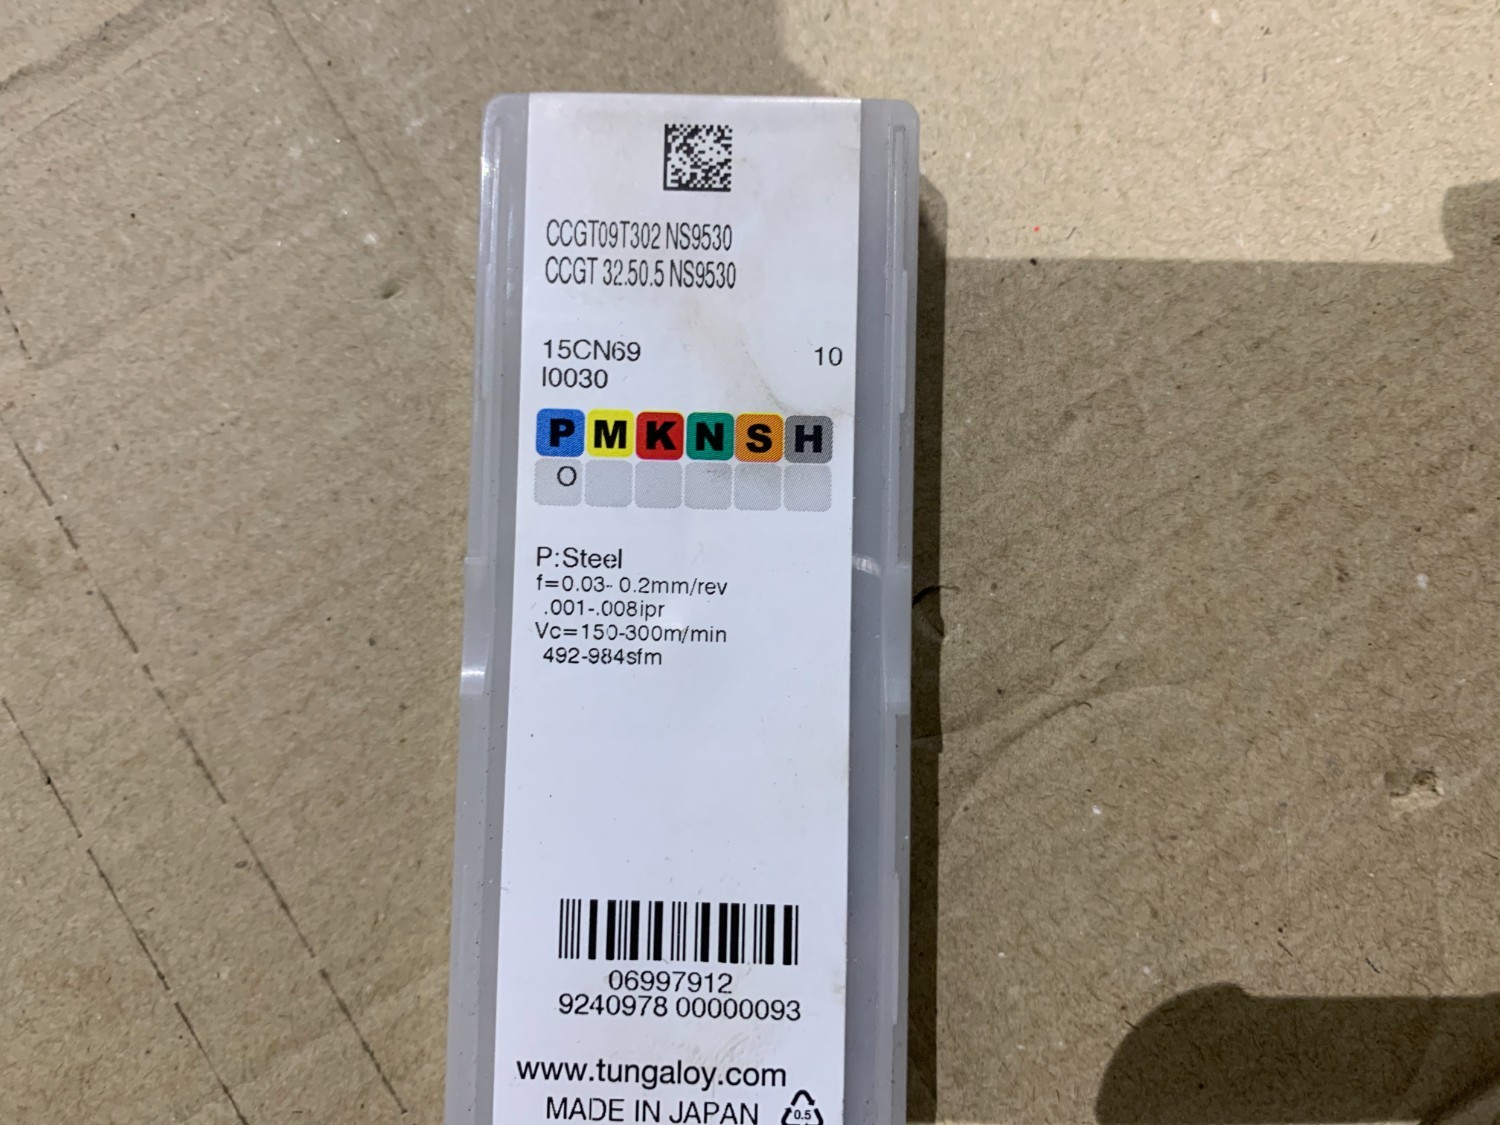 CCGT09T302 NS9530
CCGT 32.50.5 NS9530
15CN69 10
I0030
P M K N S H
O
P:Steel
f=0.03- 0.2mm/rev
.001-.008ipr
Vc=150-300m/min
492-984sfm
06997912
9240978 00000093
www.tungaloy.com
MADE IN JAPAN 0.5